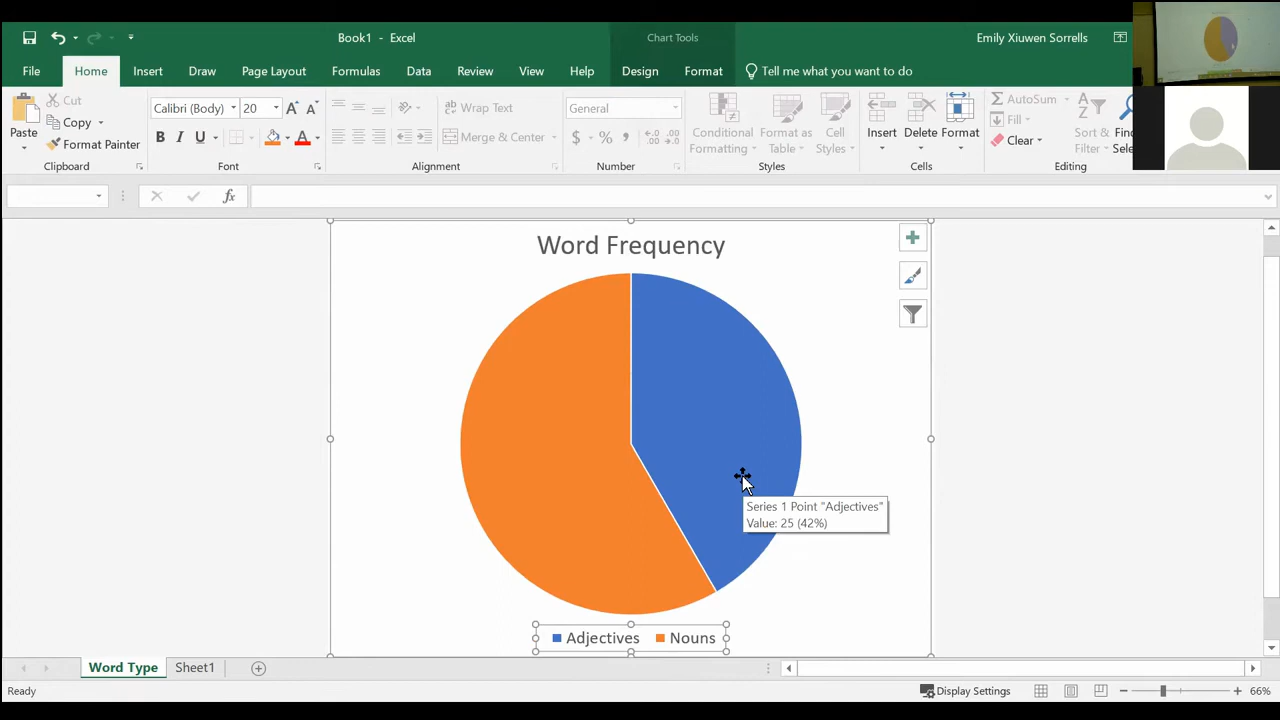 Book1 - Excel
Chart Tools
Emily Xiuwen Sorrells
File Home Insert Draw Page Layout Formulas Data Review View Help Design Format Tell me what you want to do
Paste
Cut
Copy
Format Painter
Clipboard
Calibri (Body) 20
B I U
Font
Wrap Text
Merge & Center
Alignment
General
$ % ,
Number
Conditional Formatting
Table
Cell Styles
Styles
Insert Delete Format
Cells
AutoSum
Fill
Clear
&
Filter
Editing
fx
Word Frequency
Series 1 Point "Adjectives"
Value: 25 (42%)
Adjectives Nouns
Word Type Sheet1
Ready
Display Settings
66%